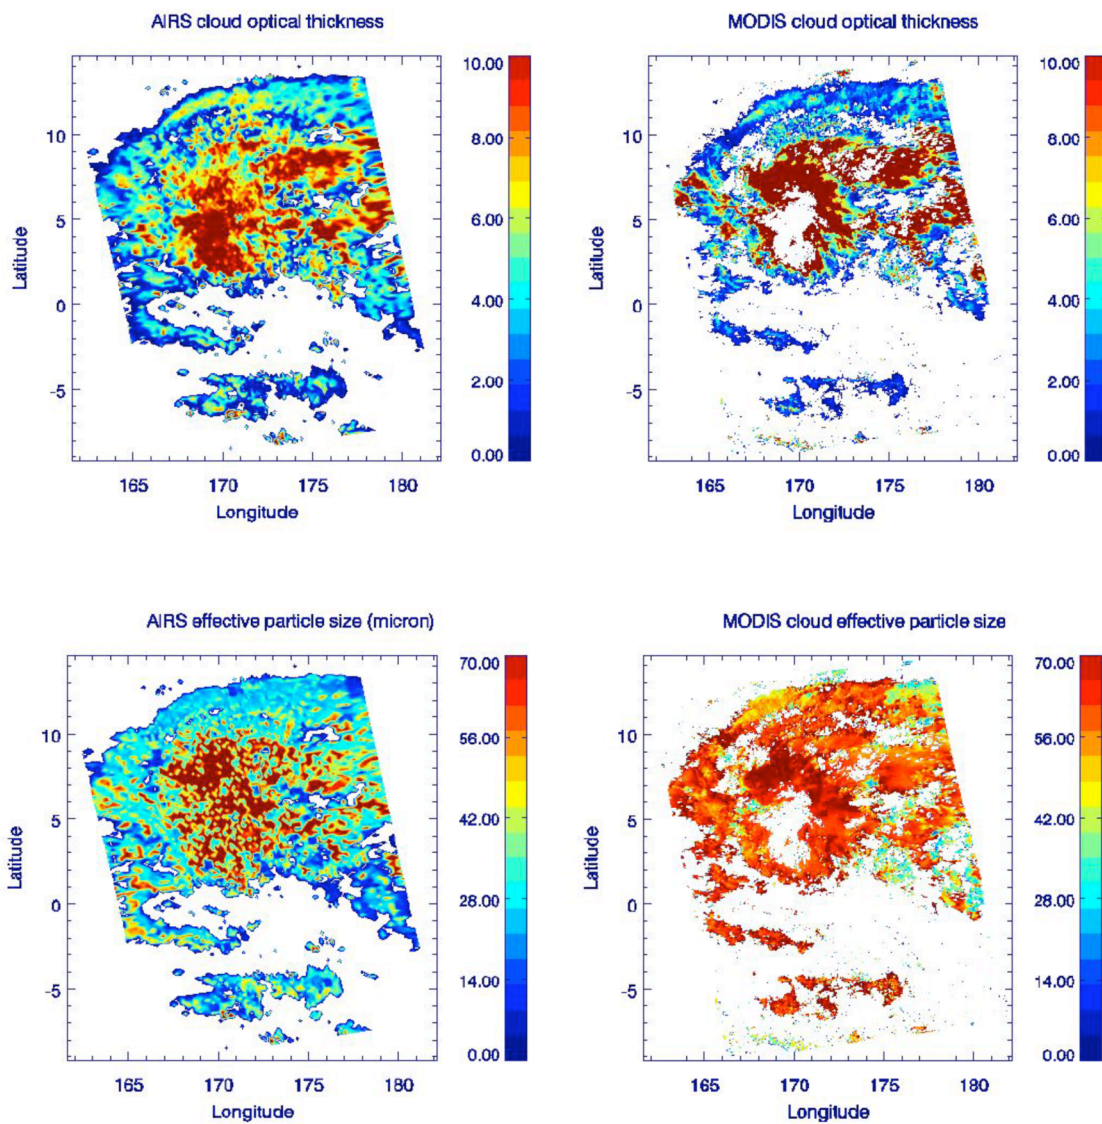 AIRS cloud optical thickness
MODIS cloud optical thickness
10.00
8.00
6.00
4.00
2.00
0.00
Latitude
10
5
0
-5
165 170 175 180
Longitude
10.00
8.00
6.00
4.00
2.00
0.00
Latitude
10
5
0
-5
165 170 175 180
Longitude
AIRS effective particle size (micron)
MODIS cloud effective particle size
70.00
56.00
42.00
28.00
14.00
0.00
Latitude
10
5
0
-5
165 170 175 180
Longitude
70.00
56.00
42.00
28.00
14.00
0.00
Latitude
10
5
0
-5
165 170 175 180
Longitude